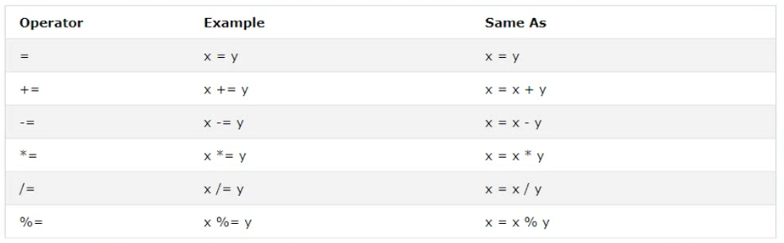 Operator Example Same As
= x = y x = y
+= x += y x = x + y
-= x -= y x = x - y
*= x *= y x = x * y
/= x /= y x = x / y
%= x %= y x = x % y